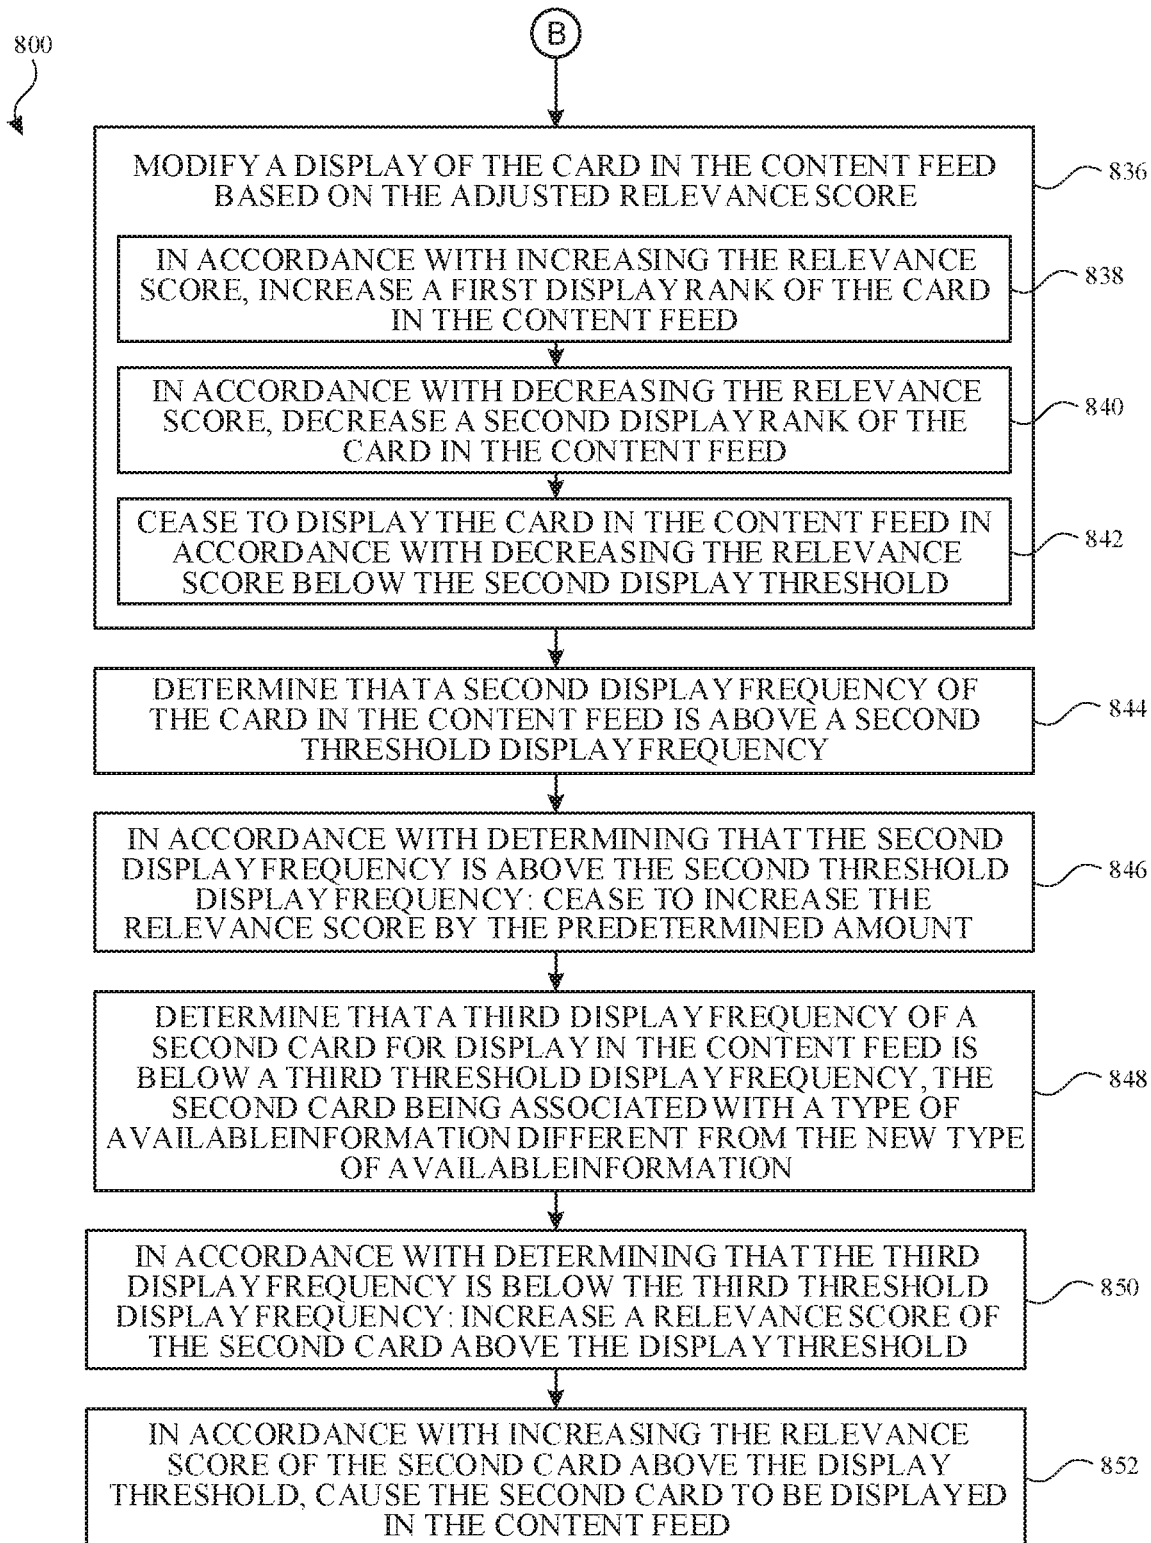 B
800
MODIFY A DISPLAY OF THE CARD IN THE CONTENT FEED
BASED ON THE ADJUSTED RELEVANCE SCORE
836
IN ACCORDANCE WITH INCREASING THE RELEVANCE
SCORE, INCREASE A FIRST DISPLAY RANK OF THE CARD
IN THE CONTENT FEED
838
IN ACCORDANCE WITH DECREASING THE RELEVANCE
SCORE, DECREASE A SECOND DISPLAY RANK OF THE
CARD IN THE CONTENT FEED
840
CEASE TO DISPLAY THE CARD IN THE CONTENT FEED IN
ACCORDANCE WITH DECREASING THE RELEVANCE
SCORE BELOW THE SECOND DISPLAY THRESHOLD
842
DETERMINE THAT A SECOND DISPLAY FREQUENCY OF
THE CARD IN THE CONTENT FEED IS ABOVE A SECOND
THRESHOLD DISPLAY FREQUENCY
844
IN ACCORDANCE WITH DETERMINING THAT THE SECOND
DISPLAY FREQUENCY IS ABOVE THE SECOND THRESHOLD
DISPLAY FREQUENCY: CEASE TO INCREASE THE
RELEVANCE SCORE BY THE PREDETERMINED AMOUNT
846
DETERMINE THAT A THIRD DISPLAY FREQUENCY OF A
SECOND CARD FOR DISPLAY IN THE CONTENT FEED IS
BELOW A THIRD THRESHOLD DISPLAY FREQUENCY, THE
SECOND CARD BEING ASSOCIATED WITH A TYPE OF
AVAILABLE INFORMATION DIFFERENT FROM THE NEW TYPE
OF AVAILABLE INFORMATION
848
IN ACCORDANCE WITH DETERMINING THAT THE THIRD
DISPLAY FREQUENCY IS BELOW THE THIRD THRESHOLD
DISPLAY FREQUENCY: INCREASE A RELEVANCE SCORE OF
THE SECOND CARD ABOVE THE DISPLAY THRESHOLD
850
IN ACCORDANCE WITH INCREASING THE RELEVANCE
SCORE OF THE SECOND CARD ABOVE THE DISPLAY
THRESHOLD, CAUSE THE SECOND CARD TO BE DISPLAYED
IN THE CONTENT FEED
852